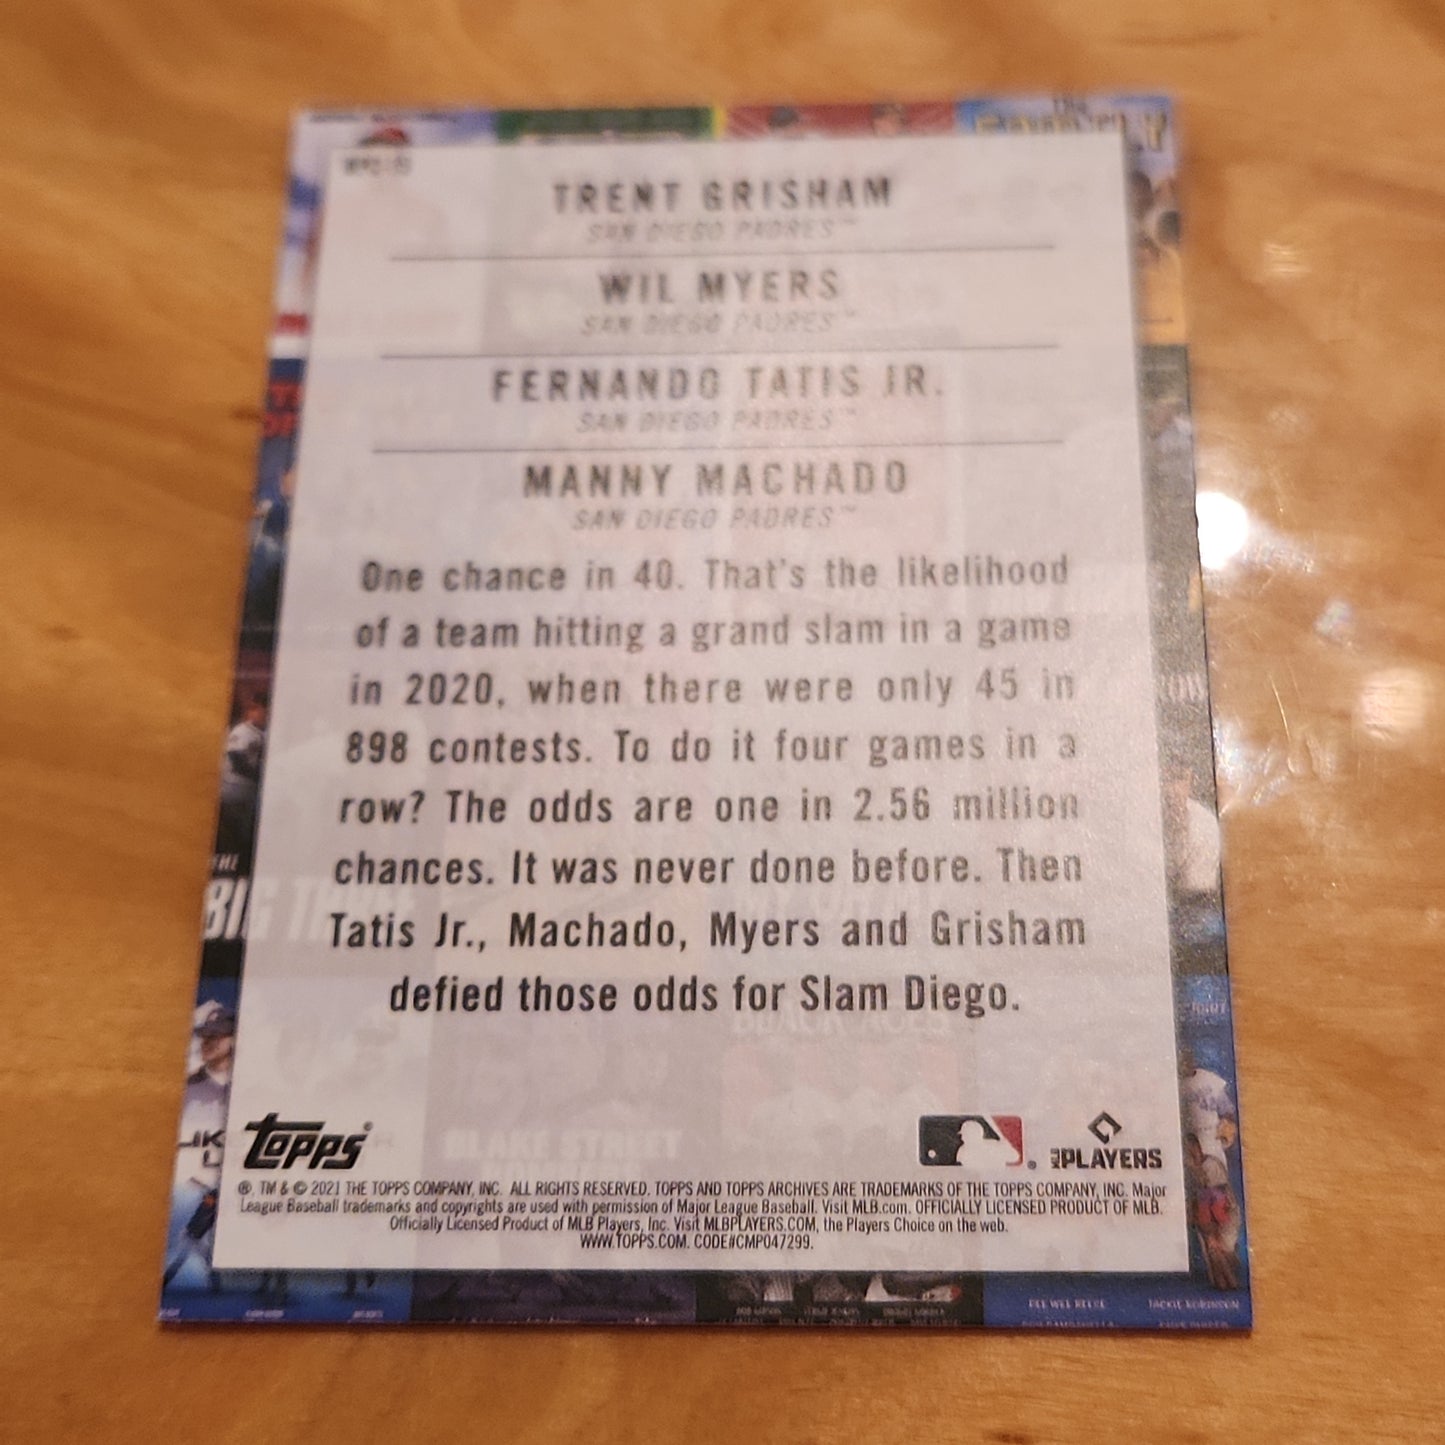 TRENT GRISHAM
SAN DIEGO PADRES™
WIL MYERS
SAN DIEGO PADRES™
FERNANDO TATIS JR.
SAN DIEGO PADRES™
MANNY MACHADO
SAN DIEGO PADRES™
One chance in 40. That's the likelihood
of a team hitting a grand slam in a game
in 2020, when there were only 45 in
898 contests. To do it four games in a
row? The odds are one in 2.56 million
chances. It was never done before. Then
Tatis Jr., Machado, Myers and Grisham
defied those odds for Slam Diego.
THE
BIG THREE
BLAKE STREET
topps®
PLAYERS
®, TM & © 2021 THE TOPPS COMPANY, INC. ALL RIGHTS RESERVED. TOPPS AND TOPPS ARCHIVES ARE TRADEMARKS OF THE TOPPS COMPANY, INC. Major
League Baseball trademarks and copyrights are used with permission of Major League Baseball. Visit MLB.com. OFFICIALLY LICENSED PRODUCT OF MLB.
Officially Licensed Product of MLB Players, Inc. Visit MLBPLAYERS.COM, the Players Choice on the web.
WWW.TOPPS.COM. CODE#CMP047299.
PEE WEE REESE JACKIE ROBINSON